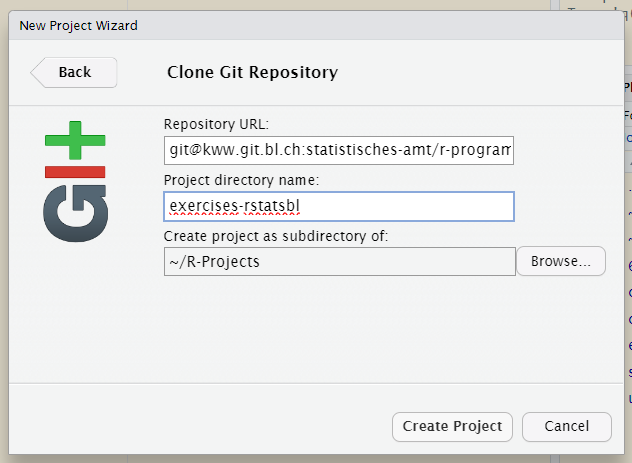 New Project Wizard
Back
Clone Git Repository
git
Repository URL:
git@kww.git.bl.ch:statistisches-amt/r-program
Project directory name:
exercises-rstatsbl
Create project as subdirectory of:
~/R-Projects
Browse...
Create Project
Cancel